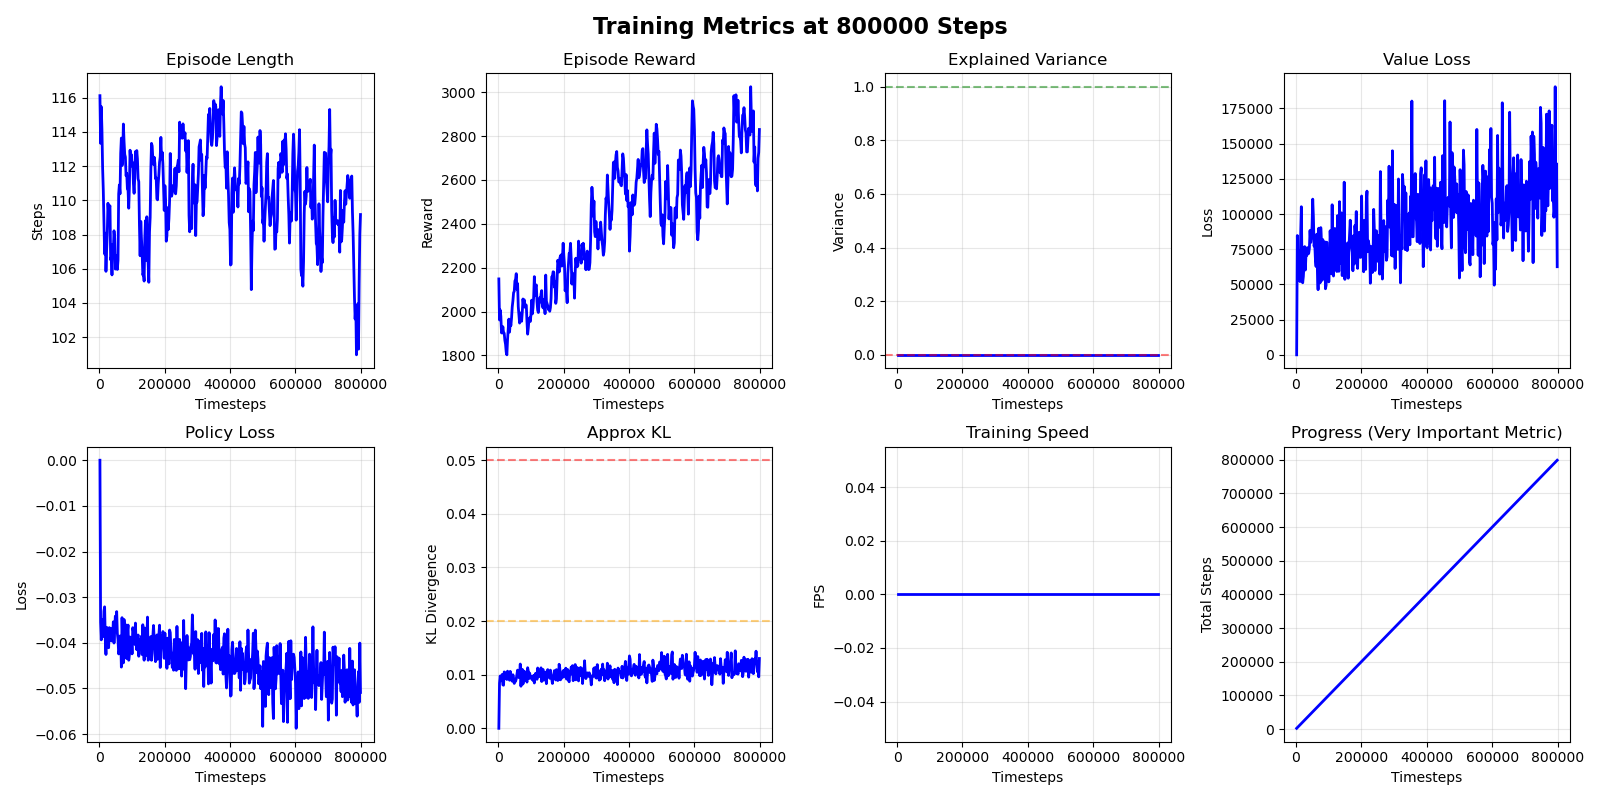 Training Metrics at 800000 Steps
Episode Length
Steps
116
114
112
110
108
106
104
102
0 200000 400000 600000 800000
Timesteps
Episode Reward
Reward
3000
2800
2600
2400
2200
2000
1800
0 200000 400000 600000 800000
Timesteps
Explained Variance
Variance
1.0
0.8
0.6
0.4
0.2
0.0
0 200000 400000 600000 800000
Timesteps
Value Loss
Loss
175000
150000
125000
100000
75000
50000
25000
0
0 200000 400000 600000 800000
Timesteps
Policy Loss
Loss
0.00
−0.01
−0.02
−0.03
−0.04
−0.05
−0.06
0 200000 400000 600000 800000
Timesteps
Approx KL
KL Divergence
0.05
0.04
0.03
0.02
0.01
0.00
0 200000 400000 600000 800000
Timesteps
Training Speed
FPS
0.04
0.02
0.00
−0.02
−0.04
0 200000 400000 600000 800000
Timesteps
Progress (Very Important Metric)
Total Steps
800000
700000
600000
500000
400000
300000
200000
100000
0
0 200000 400000 600000 800000
Timesteps